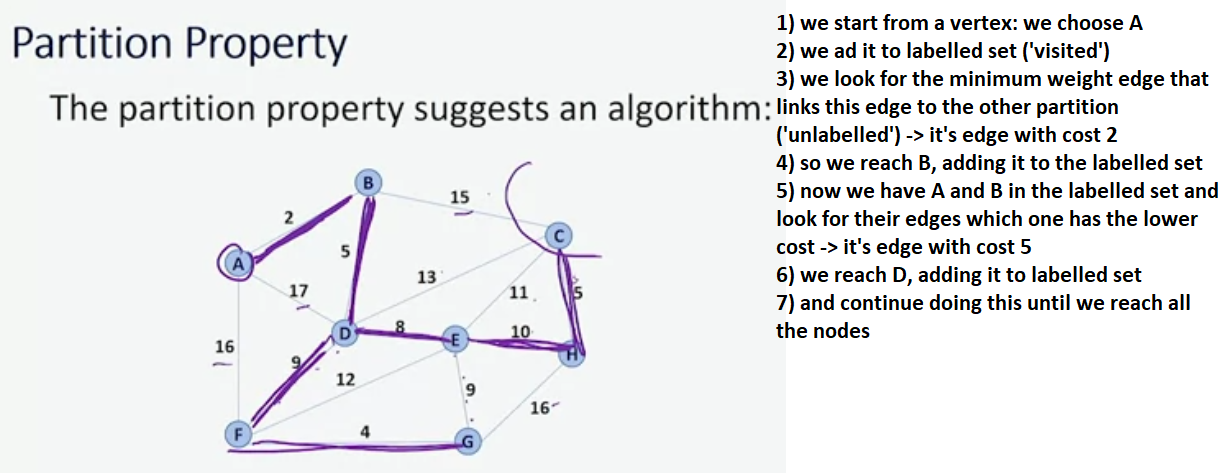 Partition Property
The partition property suggests an algorithm:
1) we start from a vertex: we choose A
2) we ad it to labelled set ('visited')
3) we look for the minimum weight edge that
links this edge to the other partition
('unlabelled') -> it's edge with cost 2
4) so we reach B, adding it to the labelled set
5) now we have A and B in the labelled set and
look for their edges which one has the lower
cost -> it's edge with cost 5
6) we reach D, adding it to labelled set
7) and continue doing this until we reach all
the nodes
B
15
2
C
5
A
13
17
11
5
D
8
E
10
H
16
9
12
9
16
F
4
G